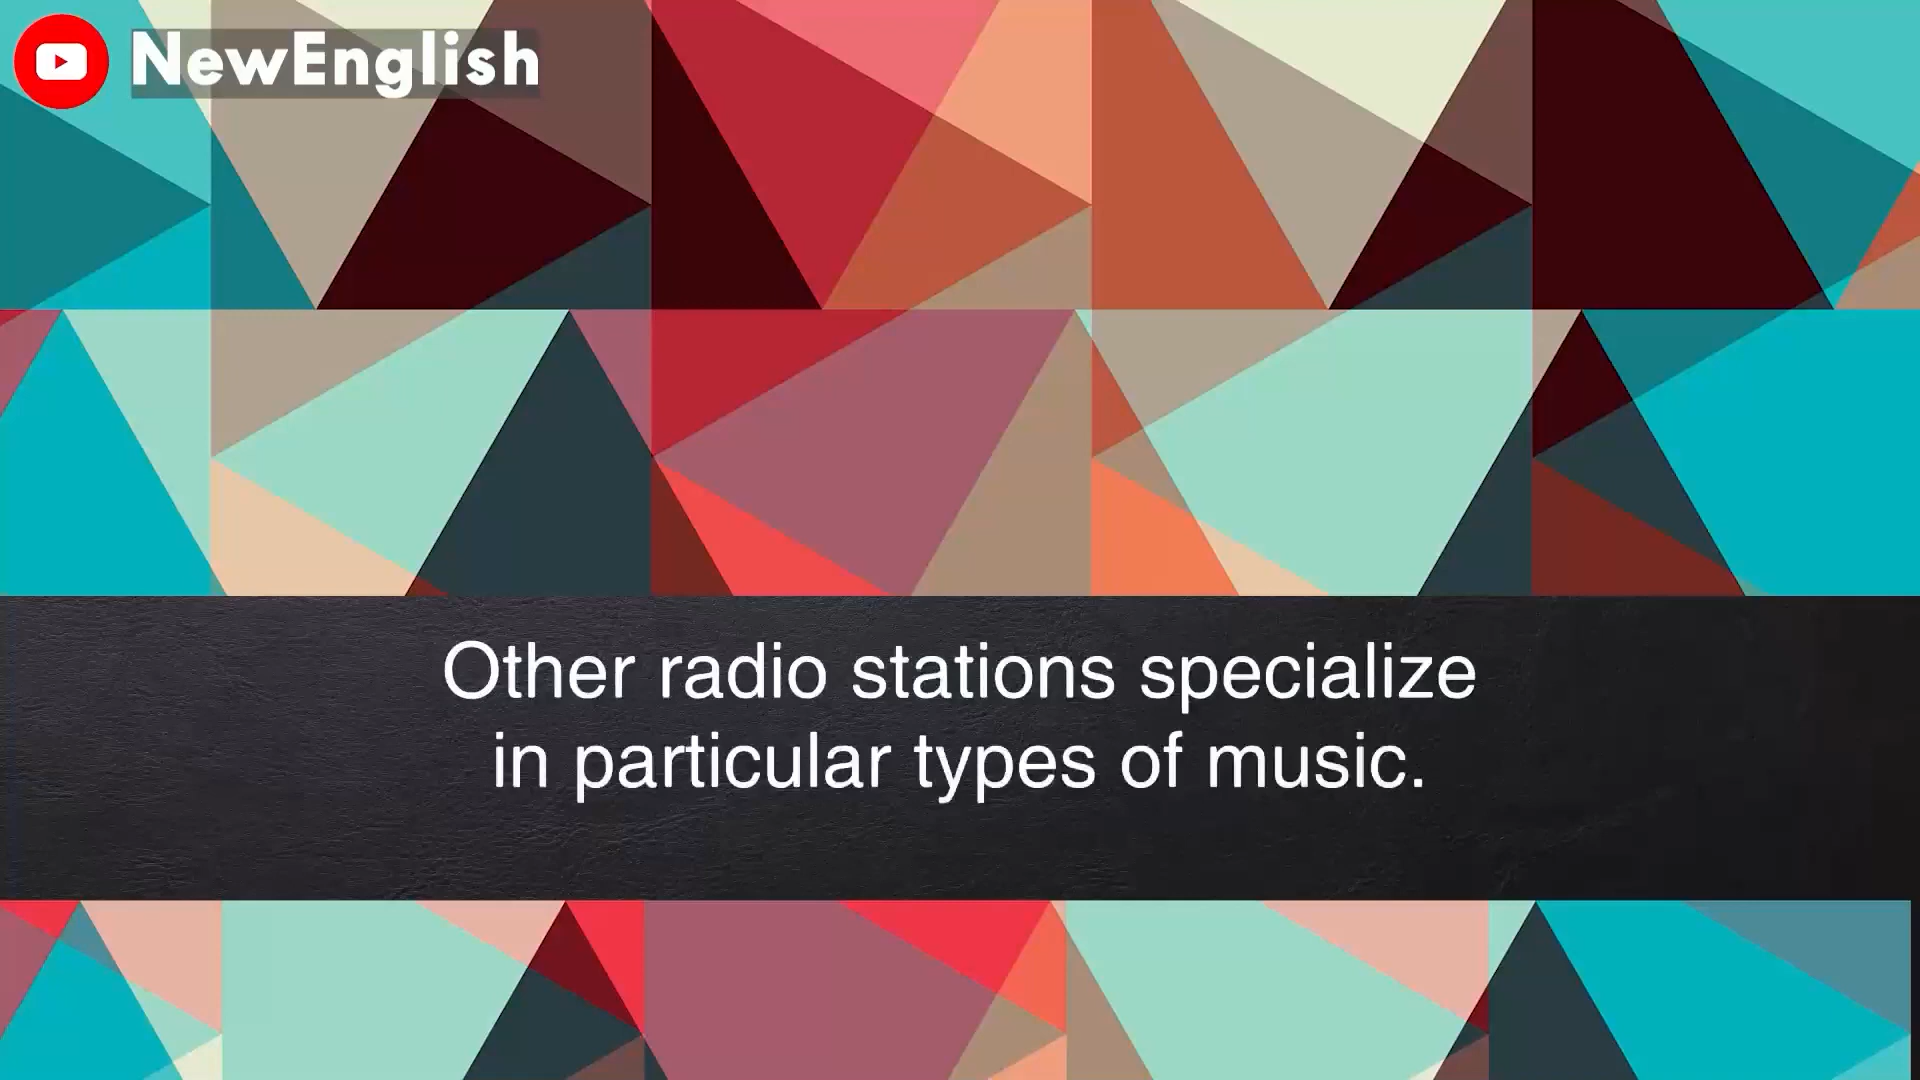 NewEnglish
Other radio stations specialize
in particular types of music.